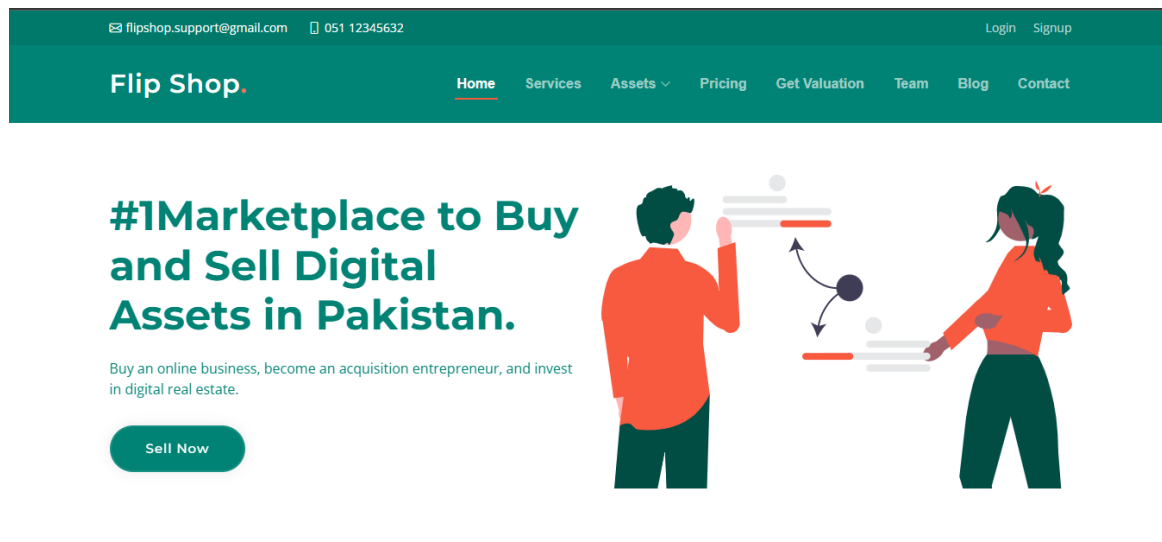 flipshop.support@gmail.com 051 12345632 Login Signup
Flip Shop. Home Services Assets Pricing Get Valuation Team Blog Contact
#1Marketplace to Buy
and Sell Digital
Assets in Pakistan.
Buy an online business, become an acquisition entrepreneur, and invest
in digital real estate.
Sell Now